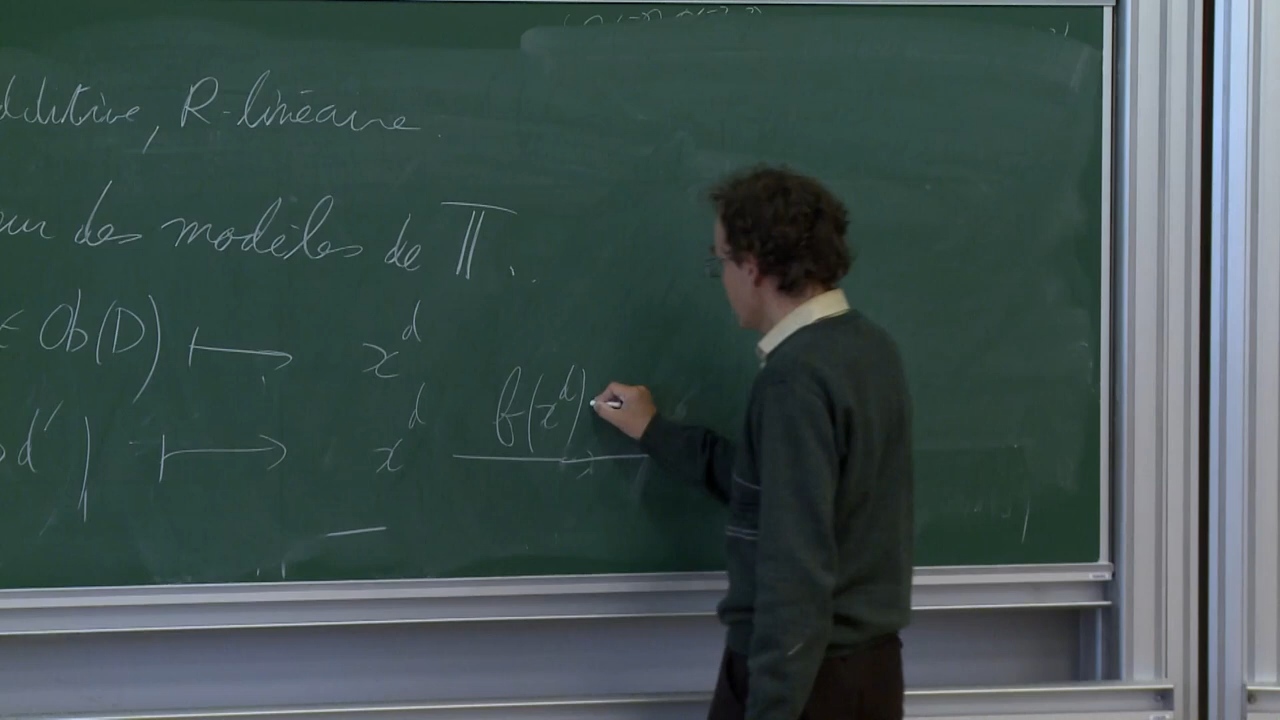 dditive, R-linéaire.
des modèles de 𝕋.
∈ Ob(D) ⟼ x^d
d' ) ⟼ x^d f(x^d) →